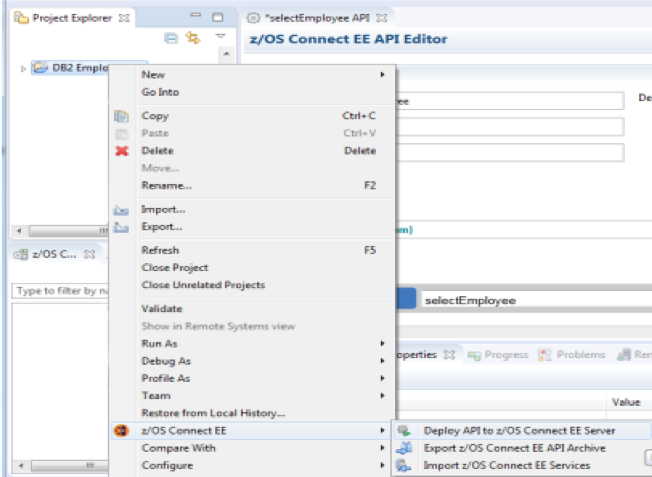 Project Explorer
*selectEmployee API
z/OS Connect EE API Editor
DB2 Emplo
New
Go Into
ee
De
Copy Ctrl+C
Paste Ctrl+V
Delete Delete
Move...
Rename... F2
Import...
Export...
am)
Refresh F5
z/OS C...
Close Project
Close Unrelated Projects
Type to filter by na
selectEmployee
Validate
Show in Remote Systems view
Run As
Debug As
operties Progress Problems Rem
Profile As
Team
Value
Restore from Local History...
z/OS Connect EE
Deploy API to z/OS Connect EE Server
Compare With
Export z/OS Connect EE API Archive
Configure
Import z/OS Connect EE Services